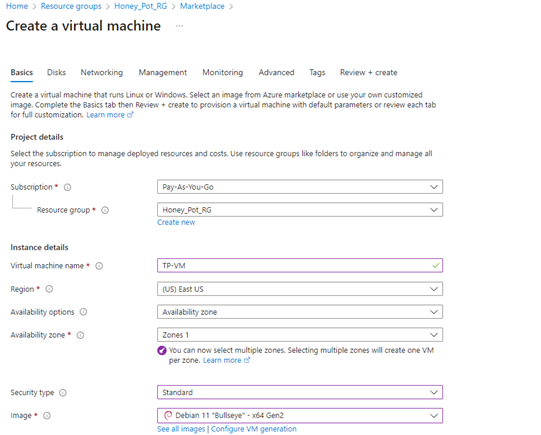 Home > Resource groups > Honey_Pot_RG > Marketplace >
Create a virtual machine ...
Basics Disks Networking Management Monitoring Advanced Tags Review + create
Create a virtual machine that runs Linux or Windows. Select an image from Azure marketplace or use your own customized
image. Complete the Basics tab then Review + create to provision a virtual machine with default parameters or review each tab
for full customization. Learn more
Project details
Select the subscription to manage deployed resources and costs. Use resource groups like folders to organize and manage all
your resources.
Subscription * Pay-As-You-Go
Resource group * Honey_Pot_RG
Create new
Instance details
Virtual machine name * TP-VM
Region * (US) East US
Availability options Availability zone
Availability zone * Zones 1
You can now select multiple zones. Selecting multiple zones will create one VM
per zone. Learn more
Security type Standard
Image * Debian 11 "Bullseye" - x64 Gen2
See all images | Configure VM generation